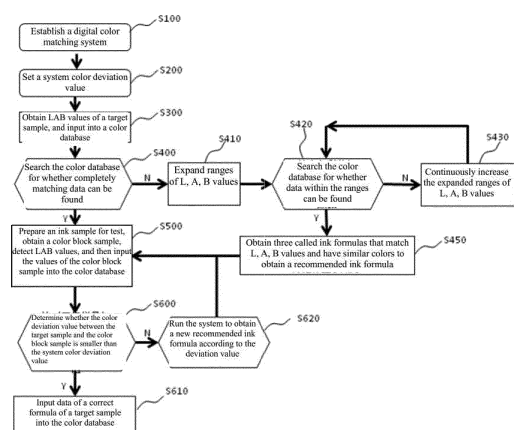 S100
Establish a digital color
matching system
S200
Set a system color deviation
value
S300
Obtain LAB values of a target
sample, and input into a color
database
S400
Search the color database
for whether completely
matching data can be
found
N
S410
Expand ranges
of L, A, B values
S420
Search the color
database for whether
data within the ranges
can be found
N
S430
Continuously increase
the expanded ranges of
L, A, B values
Y
Y
S450
Obtain three called ink formulas that match
L, A, B values and have similar colors to
obtain a recommended ink formula
S500
Prepare an ink sample for test,
obtain a color block sample,
detect LAB values, and then input
the values of the color block
sample into the color database
S600
Determine whether the color
deviation value between the
target sample and the color
block sample is smaller than
the system color deviation
value
N
S620
Run the system to obtain
a new recommended ink
formula according to the
deviation value
Y
S610
Input data of a correct
formula of a target sample
into the color database